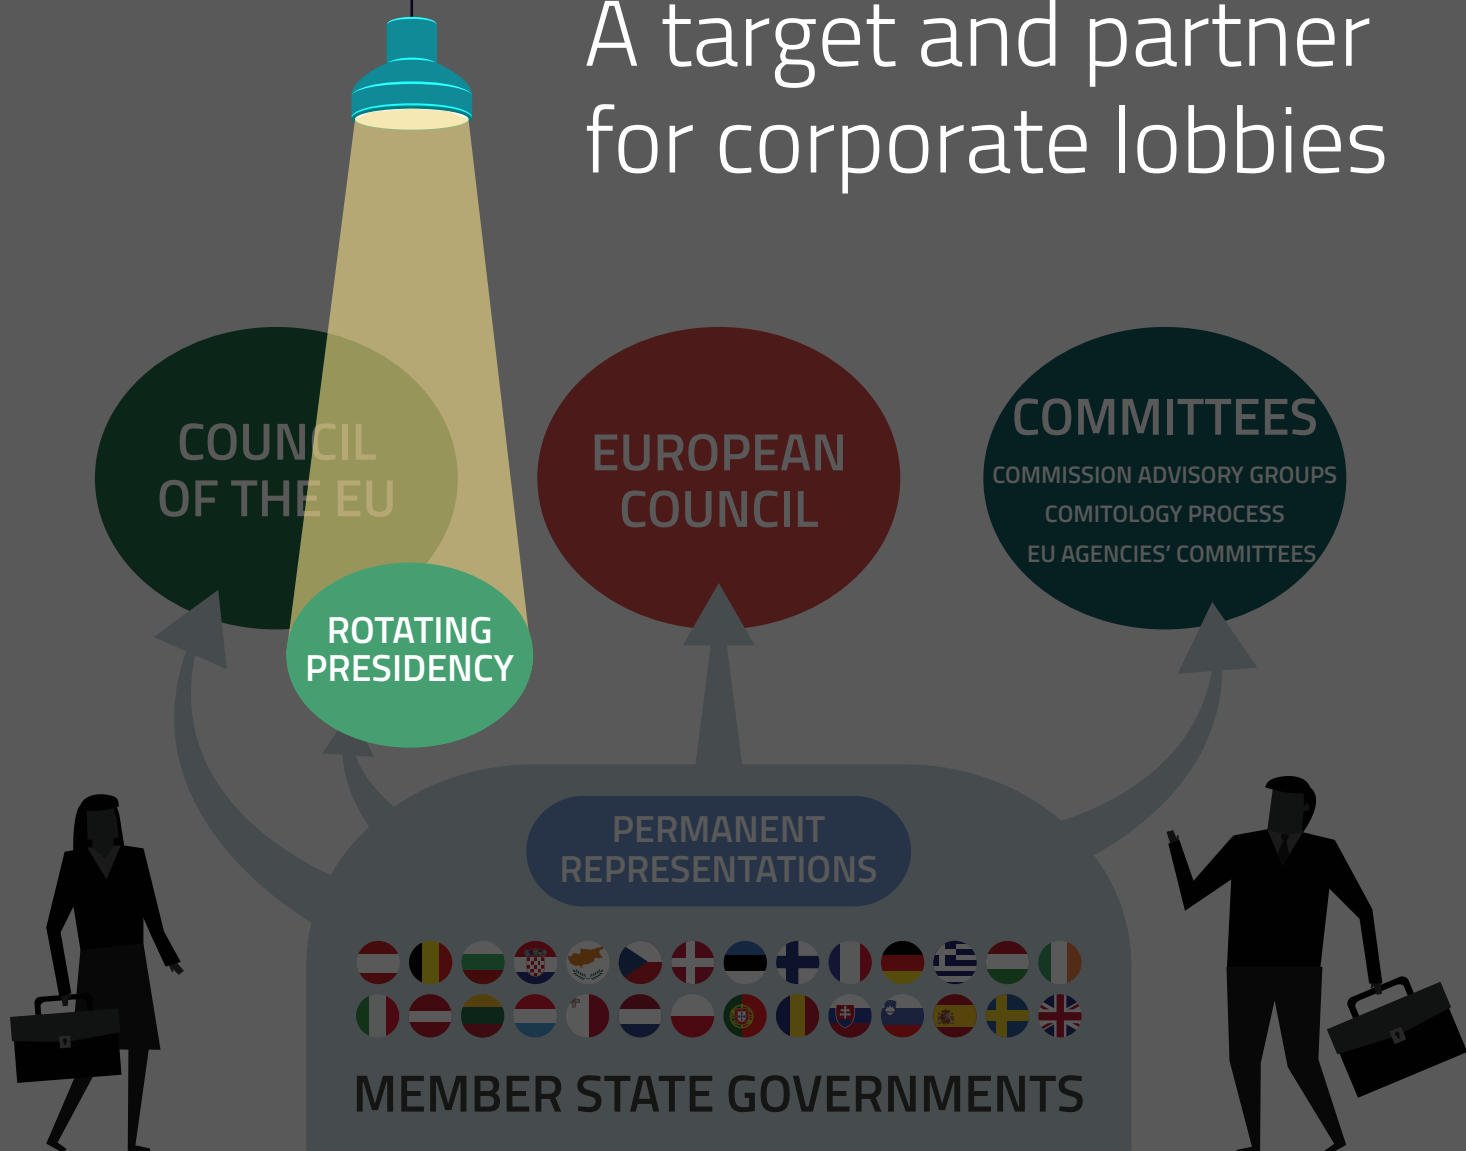 A target and partner
for corporate lobbies
COUNCIL
OF THE EU
EUROPEAN
COUNCIL
COMMITTEES
COMMISSION ADVISORY GROUPS
COMITOLOGY PROCESS
EU AGENCIES’ COMMITTEES
ROTATING
PRESIDENCY
PERMANENT
REPRESENTATIONS
MEMBER STATE GOVERNMENTS